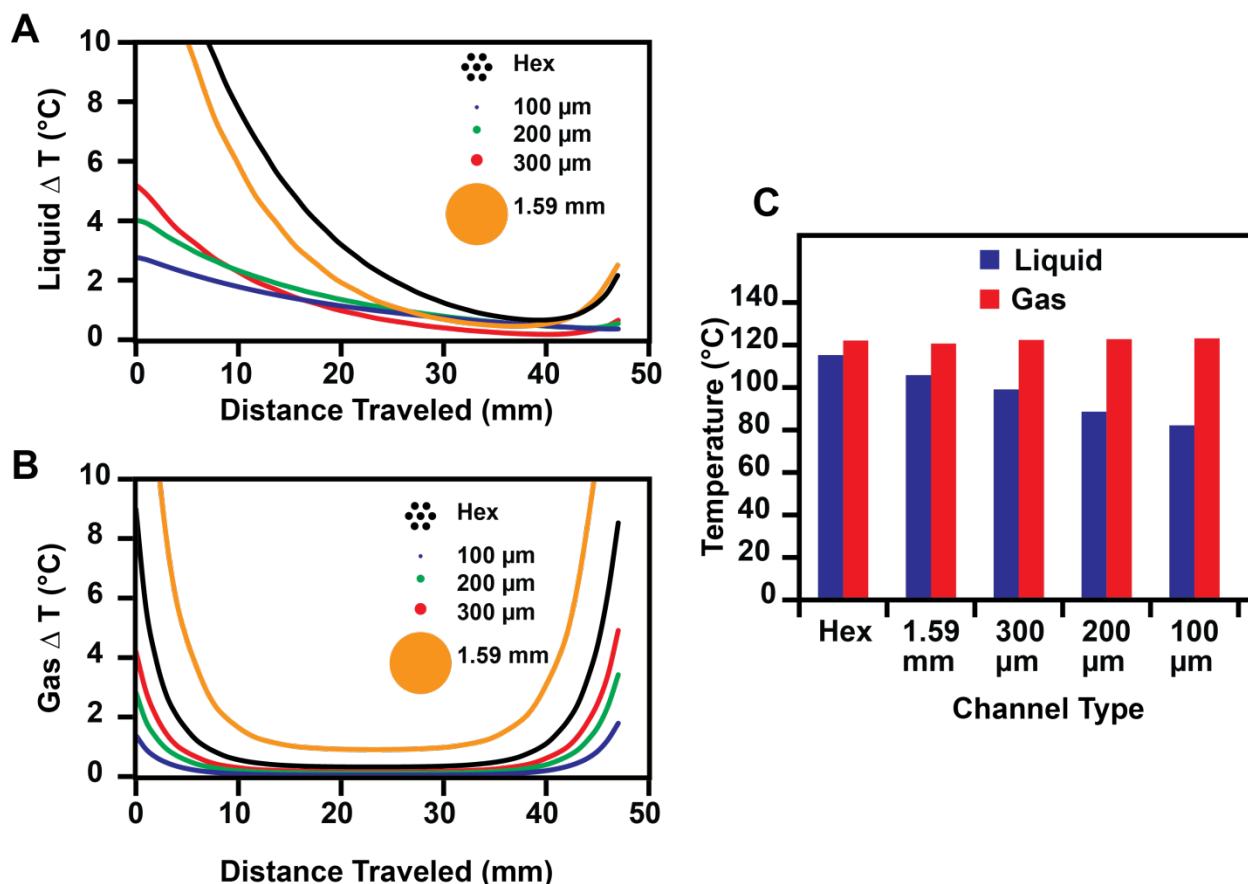 A
10
8
6
4
2
0
Liquid Δ T (°C)
Hex
100 µm
200 µm
300 µm
1.59 mm
0 10 20 30 40 50
Distance Traveled (mm)
B
10
8
6
4
2
0
Gas Δ T (°C)
Hex
100 µm
200 µm
300 µm
1.59 mm
0 10 20 30 40 50
Distance Traveled (mm)
C
Liquid
Gas
140
120
100
80
60
40
20
0
Temperature (°C)
Hex 1.59 300 200 100
mm µm µm µm
Channel Type